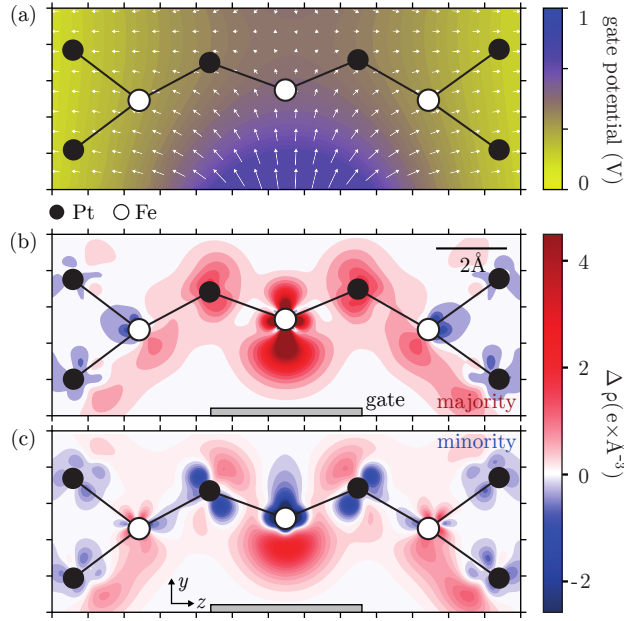 (a)
1
0
gate potential (V)
Pt
Fe
(b)
2Å
gate
majority
(c)
minority
y
z
4
2
0
-2
Δ ρ(e×Å⁻³)